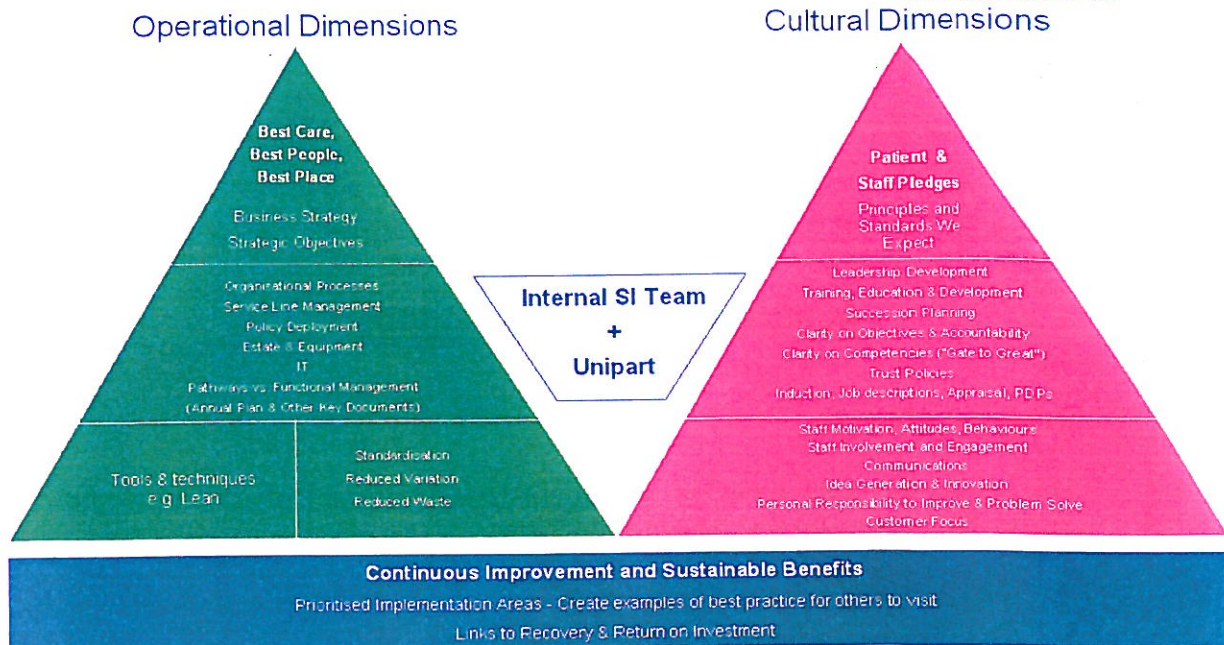 Operational Dimensions
Best Care,
Best People,
Best Place
Business Strategy
Strategic Objectives
Organisational Processes
Service Line Management
Policy Deployment
Estate & Equipment
IT
Pathways vs. Functional Management
(Annual Plan & Other Key Documents)
Tools & techniques
e.g. Lean
Standardisation
Reduced Variation
Reduced Waste
Internal SI Team
+
Unipart
Cultural Dimensions
Patient &
Staff Pledges
Principles and
Standards We
Expect
Leadership Development
Training, Education & Development
Succession Planning
Clarity on Objectives & Accountability
Clarity on Competencies ("Gate to Great")
Trust Policies
Induction, Job descriptions, Appraisal, PDPs
Staff Motivation, Attitudes, Behaviours
Staff Involvement and Engagement
Communications
Idea Generation & Innovation
Personal Responsibility to Improve & Problem Solve
Customer Focus
Continuous Improvement and Sustainable Benefits
Prioritised Implementation Areas - Create examples of best practice for others to visit
Links to Recovery & Return on Investment